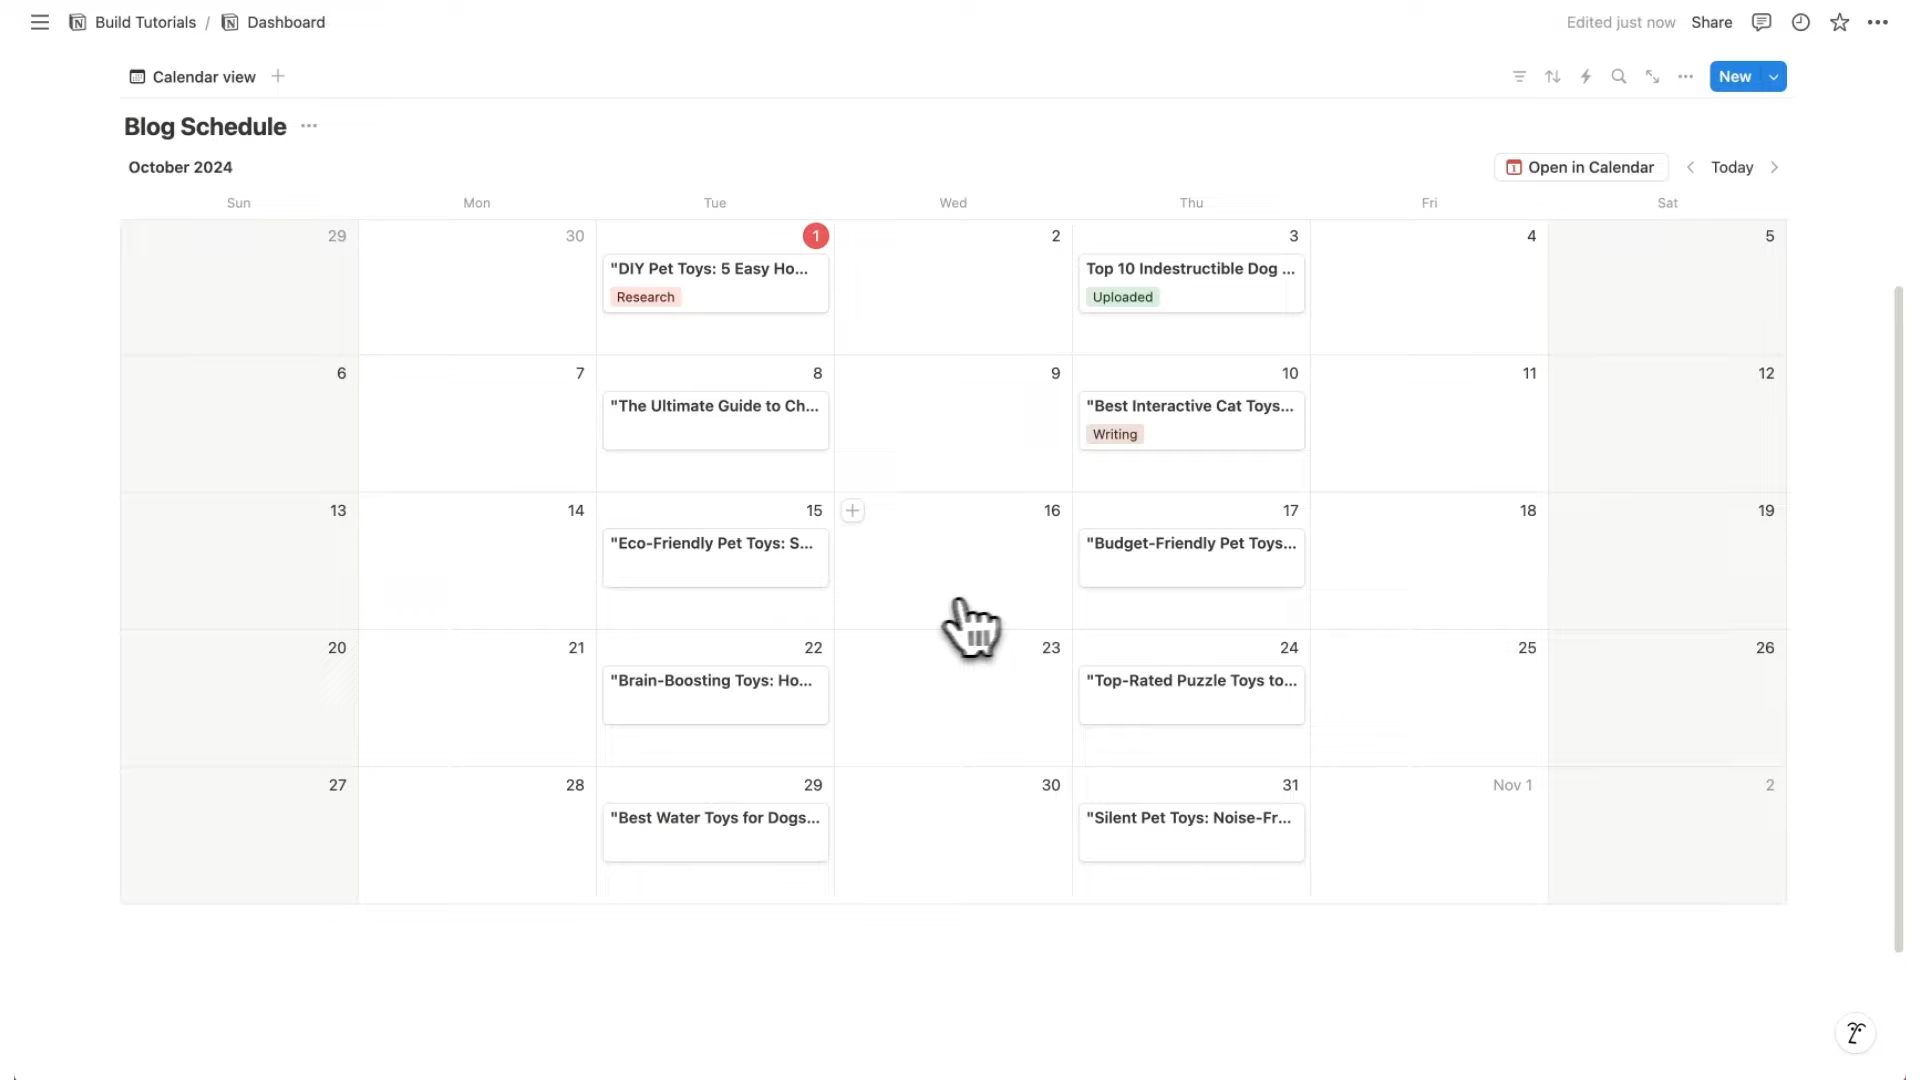 Build Tutorials / Dashboard
Edited just now Share
Calendar view
New
Blog Schedule
October 2024
Open in Calendar Today
Sun Mon Tue Wed Thu Fri Sat
29 30 1 2 3 4 5
"DIY Pet Toys: 5 Easy Ho... Top 10 Indestructible Dog ...
Research Uploaded
6 7 8 9 10 11 12
"The Ultimate Guide to Ch... "Best Interactive Cat Toys...
Writing
13 14 15 16 17 18 19
"Eco-Friendly Pet Toys: S... "Budget-Friendly Pet Toys...
20 21 22 23 24 25 26
"Brain-Boosting Toys: Ho... "Top-Rated Puzzle Toys to...
27 28 29 30 31 Nov 1 2
"Best Water Toys for Dogs... "Silent Pet Toys: Noise-Fr...